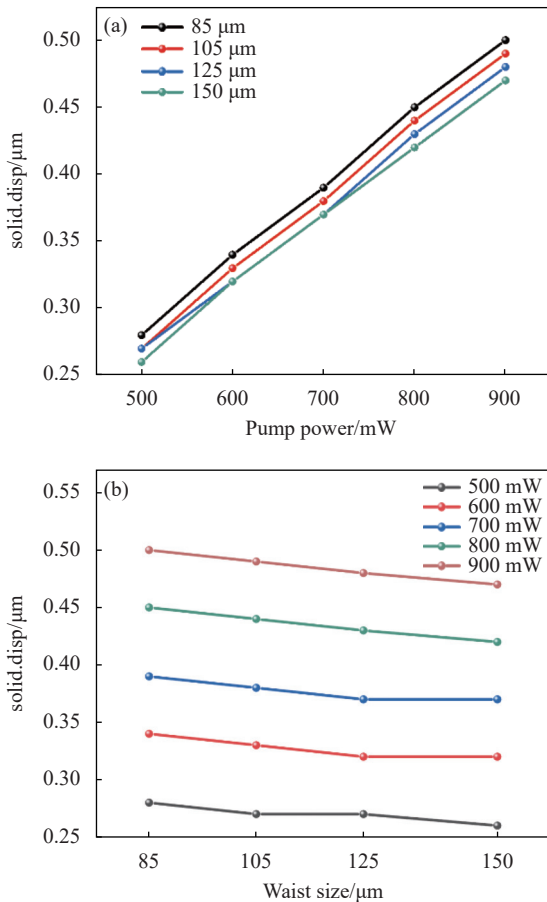 (a)
85 μm
105 μm
125 μm
150 μm
0.50
0.45
0.40
0.35
0.30
0.25
solid.disp/μm
500 600 700 800 900
Pump power/mW
(b)
500 mW
600 mW
700 mW
800 mW
900 mW
0.55
0.50
0.45
0.40
0.35
0.30
0.25
solid.disp/μm
85 105 125 150
Waist size/μm